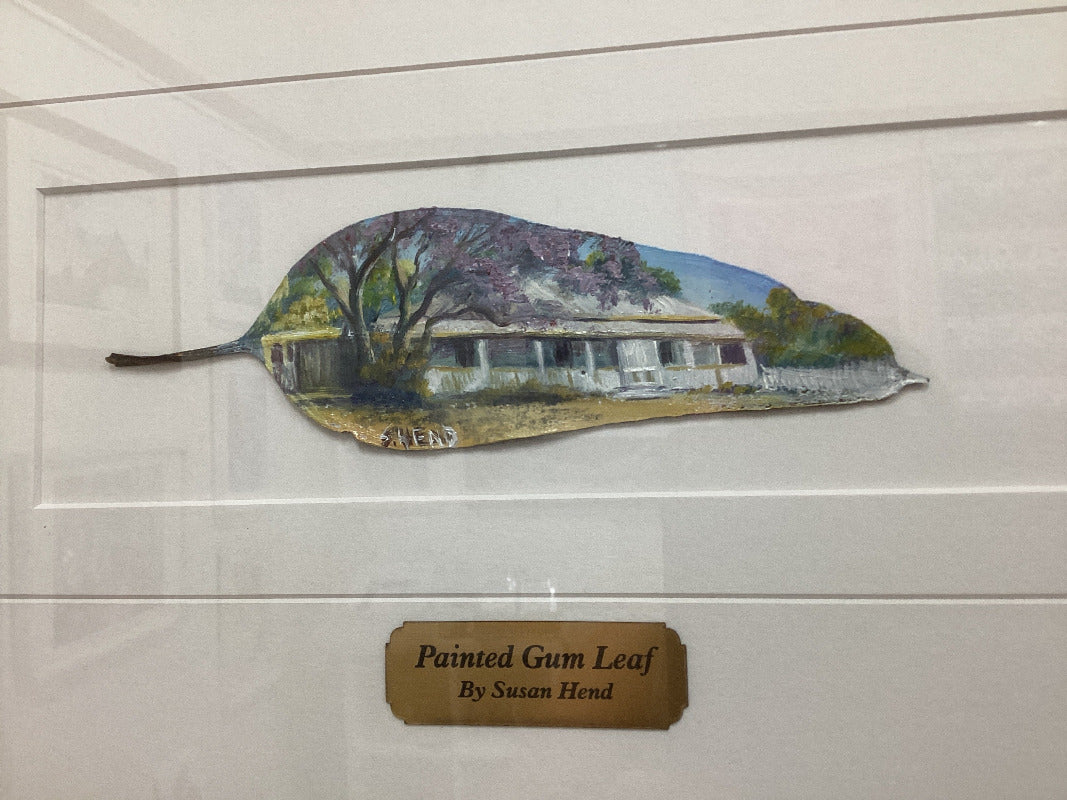 S.HEND
Painted Gum Leaf
By Susan Hend